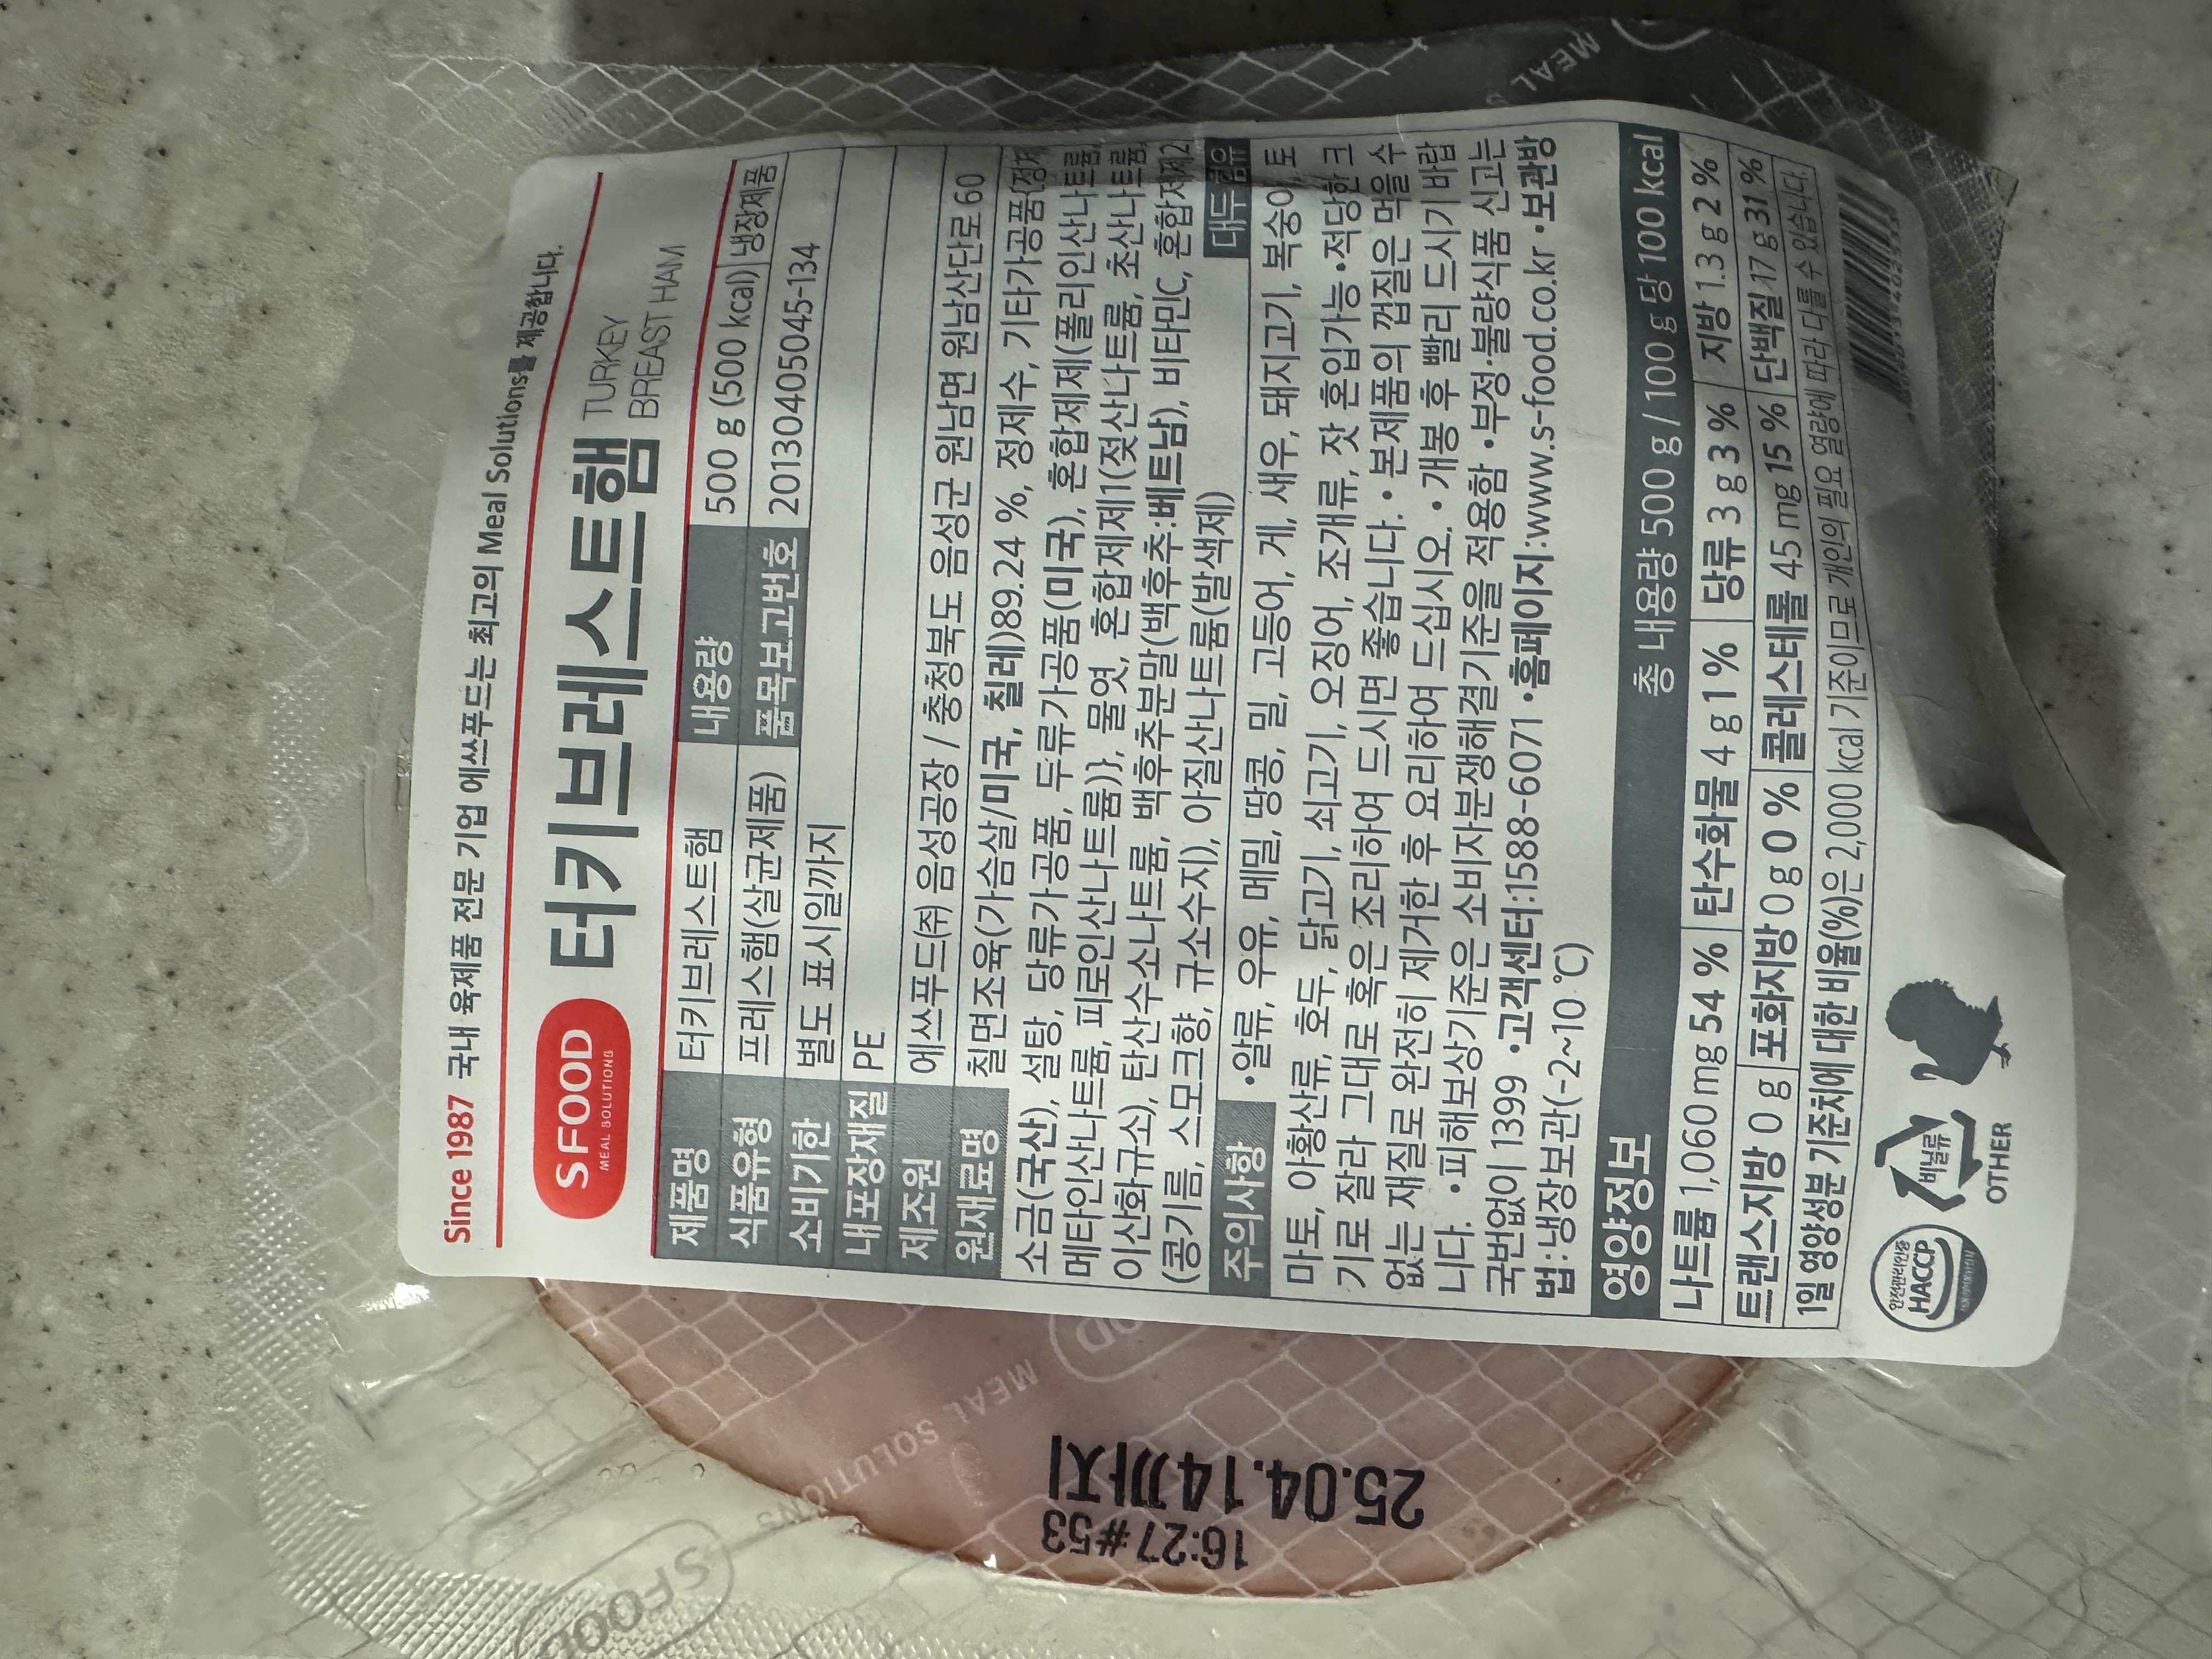 Since 1987 국내 육제품 전문 기업 에쓰푸드는 최고의 Meal Solutions를 제공합니다.
SFOOD
MEAL SOLUTIONS
터키브레스트햄
TURKEY
BREAST HAM
제품명 터키브레스트햄 내용량 500 g (500 kcal) 냉장제품
식품유형 프레스햄(살균제품) 품목보고번호 20130405045-134
소비기한 별도 표시일까지
내포장재질 PE
제조원 에쓰푸드(주) 음성공장 / 충청북도 음성군 원남면 원남산단로 60
원재료명 칠면조육(가슴살/미국, 칠레)89.24 %, 정제수, 기타가공품{정제
소금(국산), 설탕, 당류가공품, 두류가공품(미국), 혼합제제(폴리인산나트륨,
메타인산나트륨, 피로인산나트륨)}, 물엿, 혼합제제1(젖산나트륨, 초산나트륨,
이산화규소), 탄산수소나트륨, 백후추분말(백후추:베트남), 비타민C, 혼합제제2
(콩기름, 스모크향, 규소수지), 아질산나트륨(발색제) 대두 함유
주의사항 •알류, 우유, 메밀, 땅콩, 밀, 고등어, 게, 새우, 돼지고기, 복숭아, 토
마토, 아황산류, 호두, 닭고기, 쇠고기, 오징어, 조개류, 잣 혼입가능 •적당한 크
기로 잘라 그대로 혹은 조리하여 드시면 좋습니다. • 본제품의 껍질은 먹을 수
없는 재질로 완전히 제거한 후 요리하여 드십시오. • 개봉 후 빨리 드시기 바랍
니다. •피해보상기준은 소비자분쟁해결기준을 적용함 •부정·불량식품 신고는
국번없이 1399 •고객센터:1588-6071 •홈페이지:www.s-food.co.kr •보관방
법 : 냉장보관(-2~10 ℃)
영양정보 총 내용량 500 g / 100 g 당 100 kcal
나트륨 1,060 mg 54 % 탄수화물 4 g 1 % 당류 3 g 3 % 지방 1.3 g 2 %
트랜스지방 0 g 포화지방 0 g 0 % 콜레스테롤 45 mg 15 % 단백질 17 g 31 %
1일 영양성분 기준치에 대한 비율(%)은 2,000 kcal 기준이므로 개인의 필요 열량에 따라 다를 수 있습니다.
안전관리인증
HACCP
비닐류
OTHER
16:27 #53
25.04.14까지
MEAL SOLUTIONS
SFOOD
MEAL